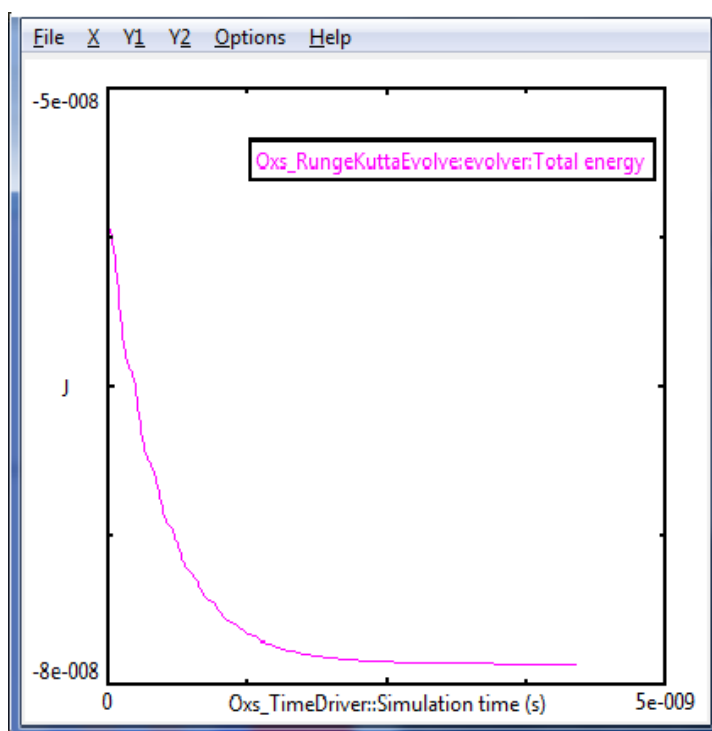 File X Y1 Y2 Options Help
-5e-008
Oxs_RungeKuttaEvolve:evolver:Total energy
J
-8e-008
0 Oxs_TimeDriver::Simulation time (s) 5e-009